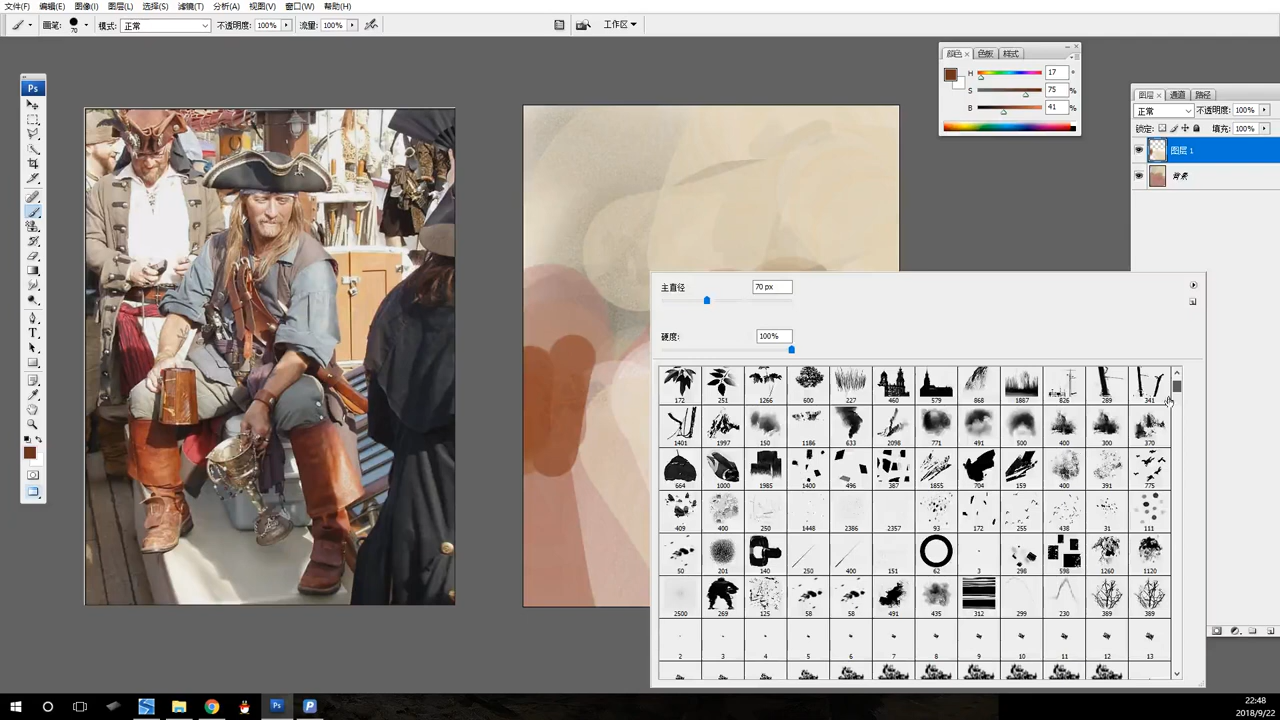 文件(F) 编辑(E) 图像(I) 图层(L) 选择(S) 滤镜(T) 分析(A) 视图(V) 窗口(W) 帮助(H)
画笔: 70 模式: 正常 不透明度: 100% 流量: 100% 工作区
颜色 色板 样式
H 17 °
S 75 %
B 41 %
Ps
图层 通道 路径
正常 不透明度: 100%
锁定: 填充: 100%
图层 1
背景
主直径 70 px
硬度: 100%
172 251 1266 600 227 460 579 868 1887 826 289 341
1401 1997 150 1186 633 2098 771 491 500 400 300 370
664 1000 1985 1400 496 387 1855 704 159 400 391 775
409 400 250 1448 2386 2357 93 172 255 438 31 111
50 201 140 250 400 151 62 3 298 598 1260 1120
2500 269 125 58 58 491 435 312 299 230 389 389
2 3 4 5 6 7 8 9 10 11 12 13
Ps P
22:48
2018/9/22